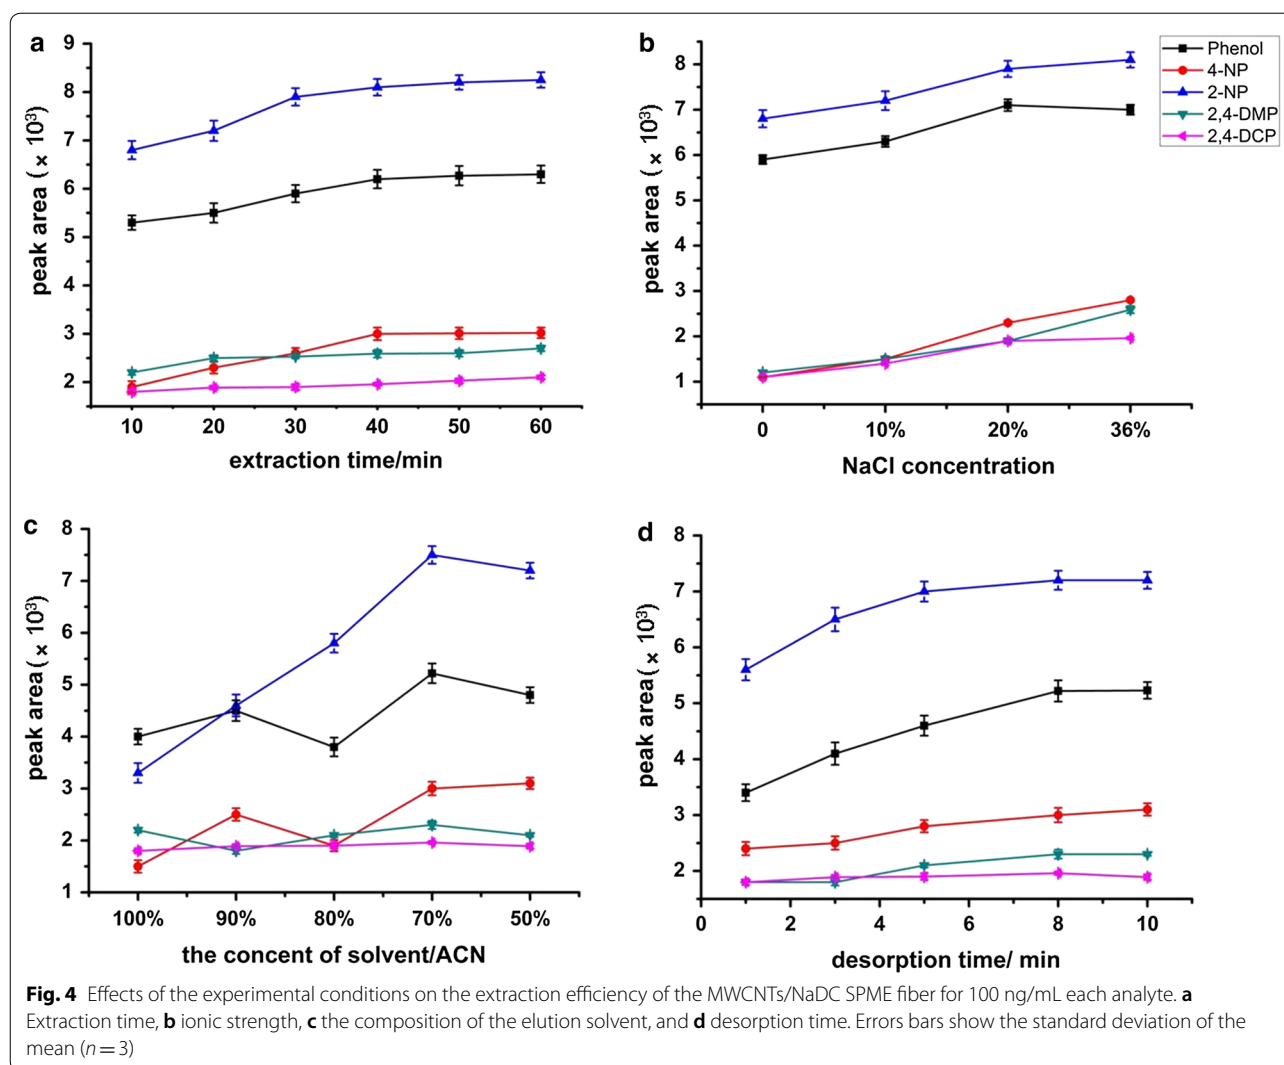 a
9
8
7
6
5
4
3
2
peak area ( × 10³)
10 20 30 40 50 60
extraction time/min
b
8
7
6
5
4
3
2
1
peak area ( × 10³)
0 10% 20% 36%
NaCl concentration
Phenol
4-NP
2-NP
2,4-DMP
2,4-DCP
c
8
7
6
5
4
3
2
1
peak area ( × 10³)
100% 90% 80% 70% 50%
the concent of solvent/ACN
d
8
7
6
5
4
3
2
peak area ( × 10³)
0 2 4 6 8 10
desorption time/ min
Fig. 4 Effects of the experimental conditions on the extraction efficiency of the MWCNTs/NaDC SPME fiber for 100 ng/mL each analyte. a
Extraction time, b ionic strength, c the composition of the elution solvent, and d desorption time. Errors bars show the standard deviation of the
mean (n = 3)